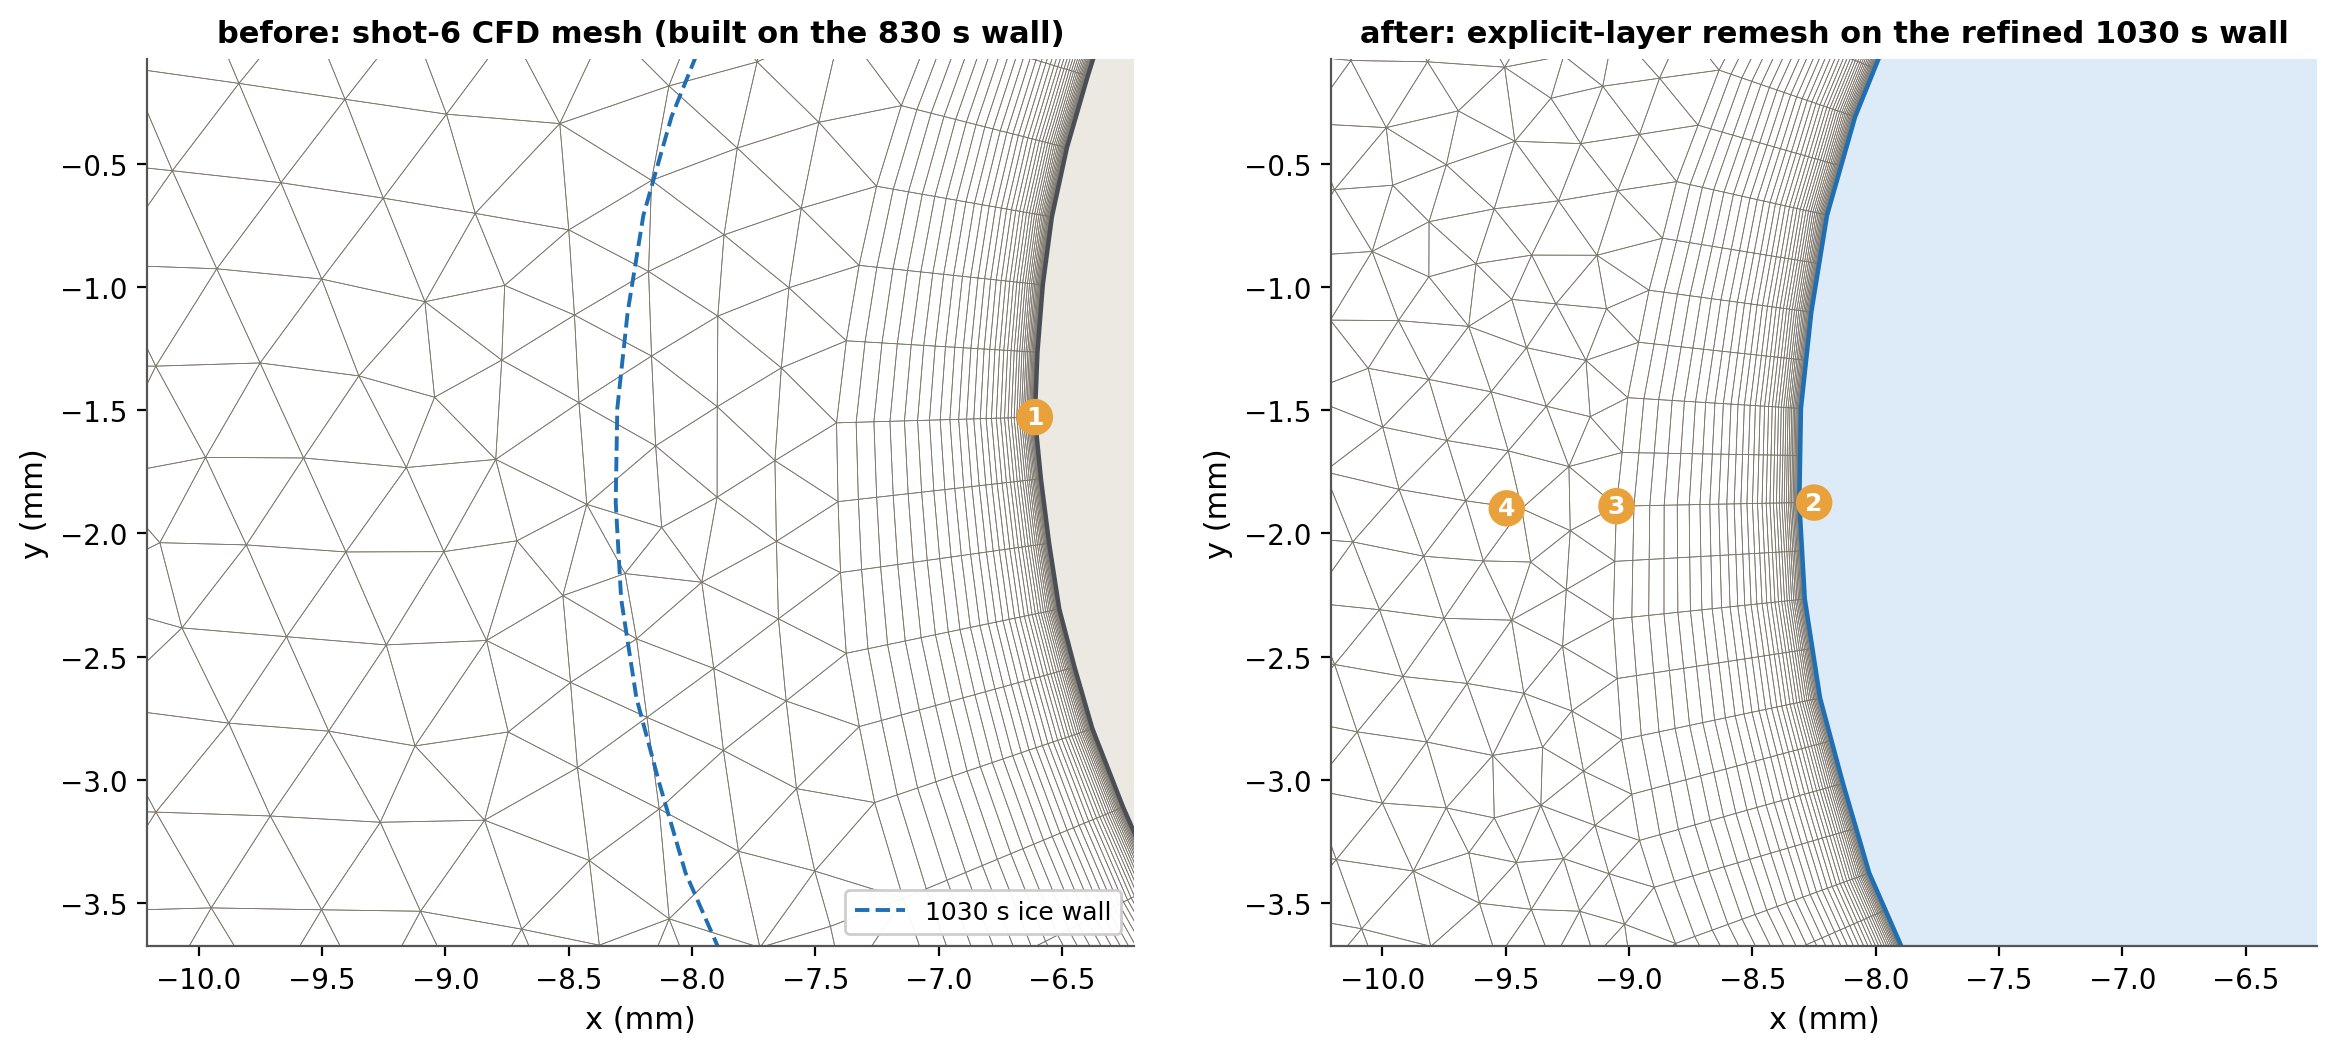 before: shot-6 CFD mesh (built on the 830 s wall)
−0.5
−1.0
−1.5
−2.0
−2.5
−3.0
−3.5
y (mm)
1
1030 s ice wall
−10.0 −9.5 −9.0 −8.5 −8.0 −7.5 −7.0 −6.5
x (mm)
after: explicit-layer remesh on the refined 1030 s wall
−0.5
−1.0
−1.5
−2.0
−2.5
−3.0
−3.5
y (mm)
4 3 2
−10.0 −9.5 −9.0 −8.5 −8.0 −7.5 −7.0 −6.5
x (mm)